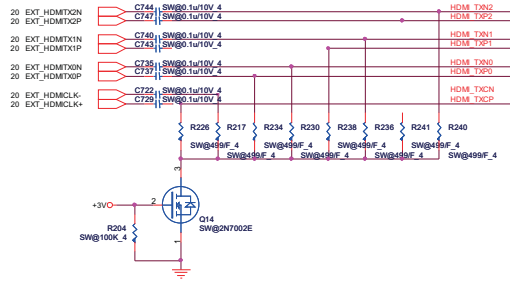 20 EXT_HDMITX2N C744 SW@0.1u/10V_4 HDMI_TXN2
20 EXT_HDMITX2P C747 SW@0.1u/10V_4 HDMI_TXP2
20 EXT_HDMITX1N C740 SW@0.1u/10V_4 HDMI_TXN1
20 EXT_HDMITX1P C743 SW@0.1u/10V_4 HDMI_TXP1
20 EXT_HDMITX0N C735 SW@0.1u/10V_4 HDMI_TXN0
20 EXT_HDMITX0P C737 SW@0.1u/10V_4 HDMI_TXP0
20 EXT_HDMICLK- C722 SW@0.1u/10V_4 HDMI_TXCN
20 EXT_HDMICLK+ C729 SW@0.1u/10V_4 HDMI_TXCP
R226 R217 R234 R230 R238 R236 R241 R240
SW@499/F_4 SW@499/F_4 SW@499/F_4 SW@499/F_4
SW@499/F_4 SW@499/F_4 SW@499/F_4 SW@499/F_4
3
+3V 2
Q14
SW@2N7002E
R204
SW@100K_4
1